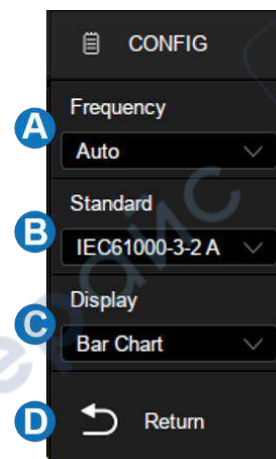 CONFIG
A
Frequency
Auto
B
Standard
IEC61000-3-2 A
C
Display
Bar Chart
D
Return